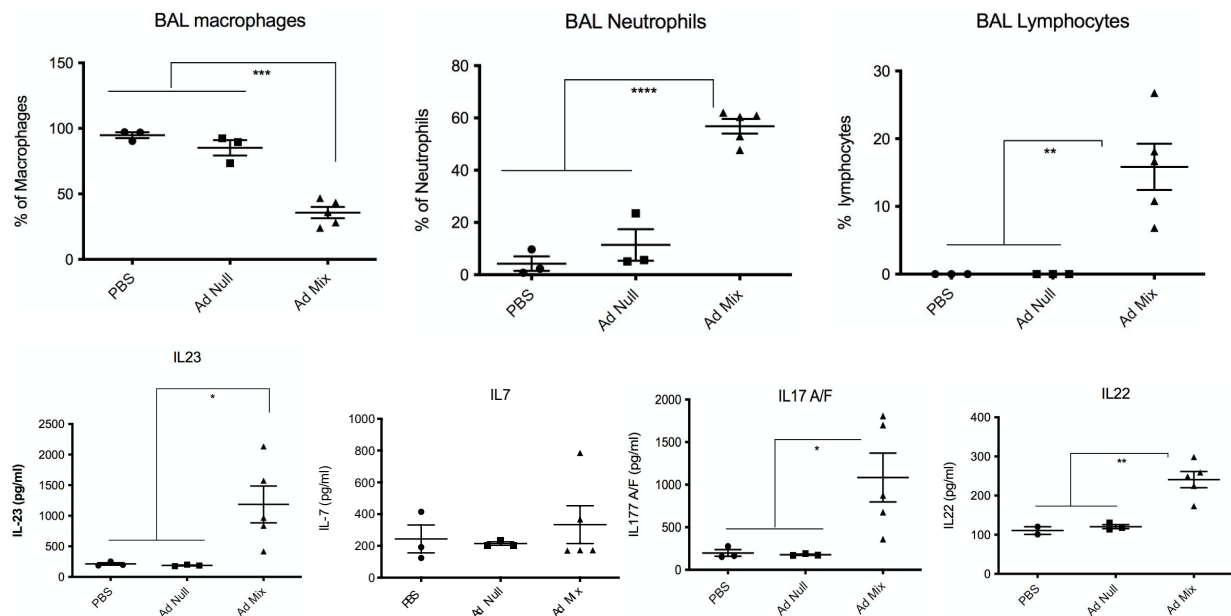 BAL macrophages
% of Macrophages
150
100
50
0
***
PBS
Ad Null
Ad Mix
BAL Neutrophils
% of Neutrophils
80
60
40
20
0
****
PBS
Ad Null
Ad Mix
BAL Lymphocytes
% lymphocytes
30
20
10
0
**
PBS
Ad Null
Ad Mix
IL23
IL-23 (pg/ml)
2500
2000
1500
1000
500
0
*
PBS
Ad Null
Ad Mix
IL7
IL-7 (pg/ml)
1000
800
600
400
200
0
PBS
Ad Null
Ad Mix
IL17 A/F
IL177 A/F (pg/ml)
2000
1500
1000
500
0
*
PBS
Ad Null
Ad Mix
IL22
IL22 (pg/ml)
400
300
200
100
0
**
PBS
Ad Null
Ad Mix